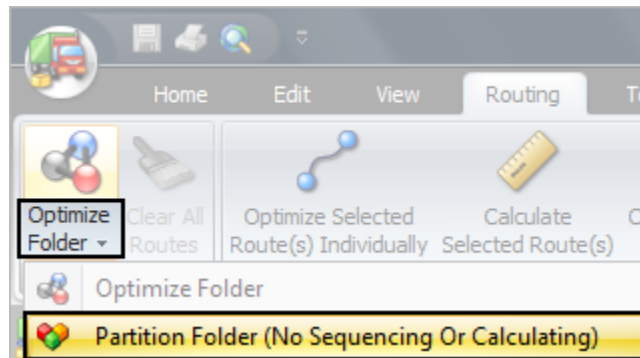 Home Edit View Routing T
Optimize Clear All Optimize Selected Calculate
Folder Routes Route(s) Individually Selected Route(s)
Optimize Folder
Partition Folder (No Sequencing Or Calculating)